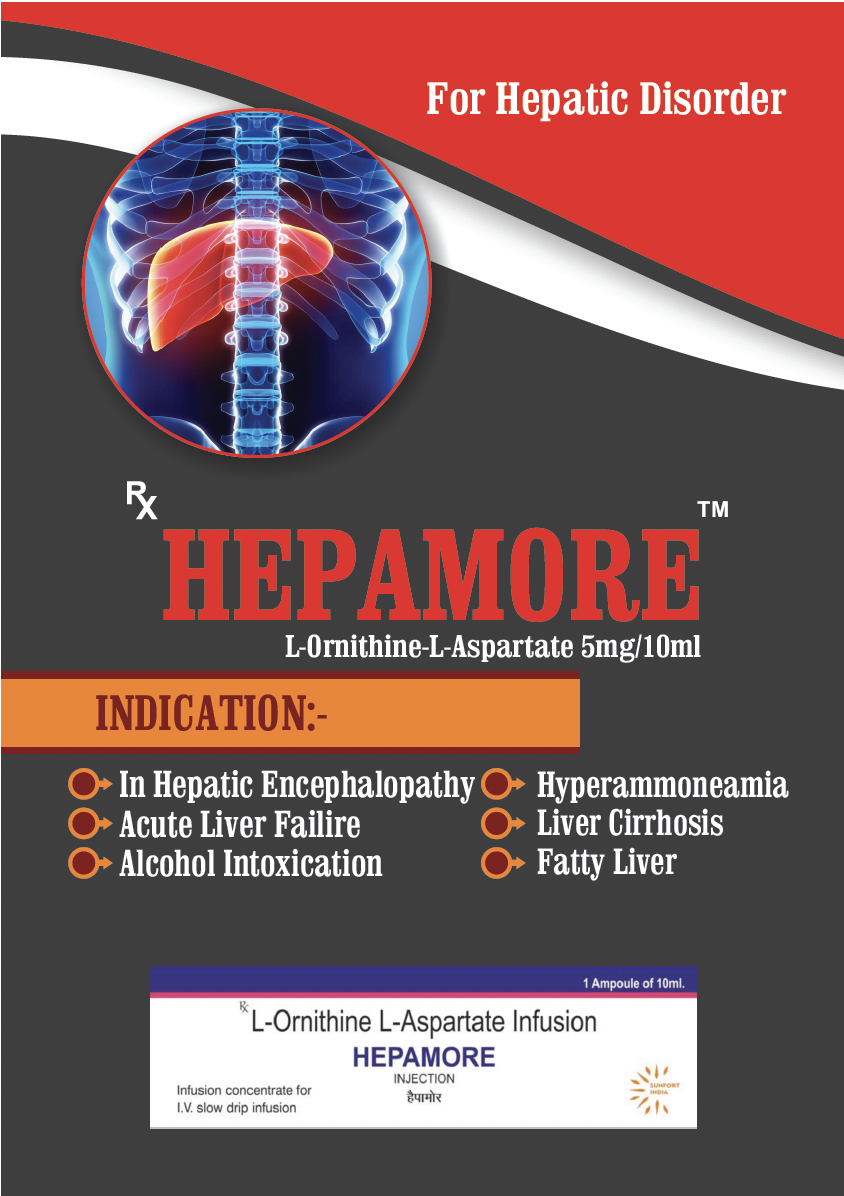 For Hepatic Disorder
Rx
TM
HEPAMORE
L-Ornithine-L-Aspartate 5mg/10ml
INDICATION:-
In Hepatic Encephalopathy
Acute Liver Failire
Alcohol Intoxication
Hyperammoneamia
Liver Cirrhosis
Fatty Liver
1 Ampoule of 10ml.
Rx L-Ornithine L-Aspartate Infusion
HEPAMORE
INJECTION
हैपामोर
Infusion concentrate for
I.V. slow drip infusion
SUNFORT
INDIA